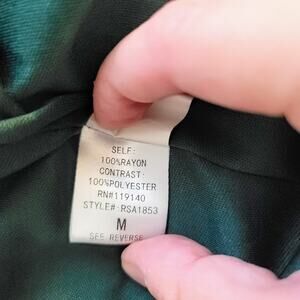 SELF:
100%RAYON
CONTRAST:
100%POLYESTER
RN#119140
STYLE#:RSA1853
M
SEE REVERSE